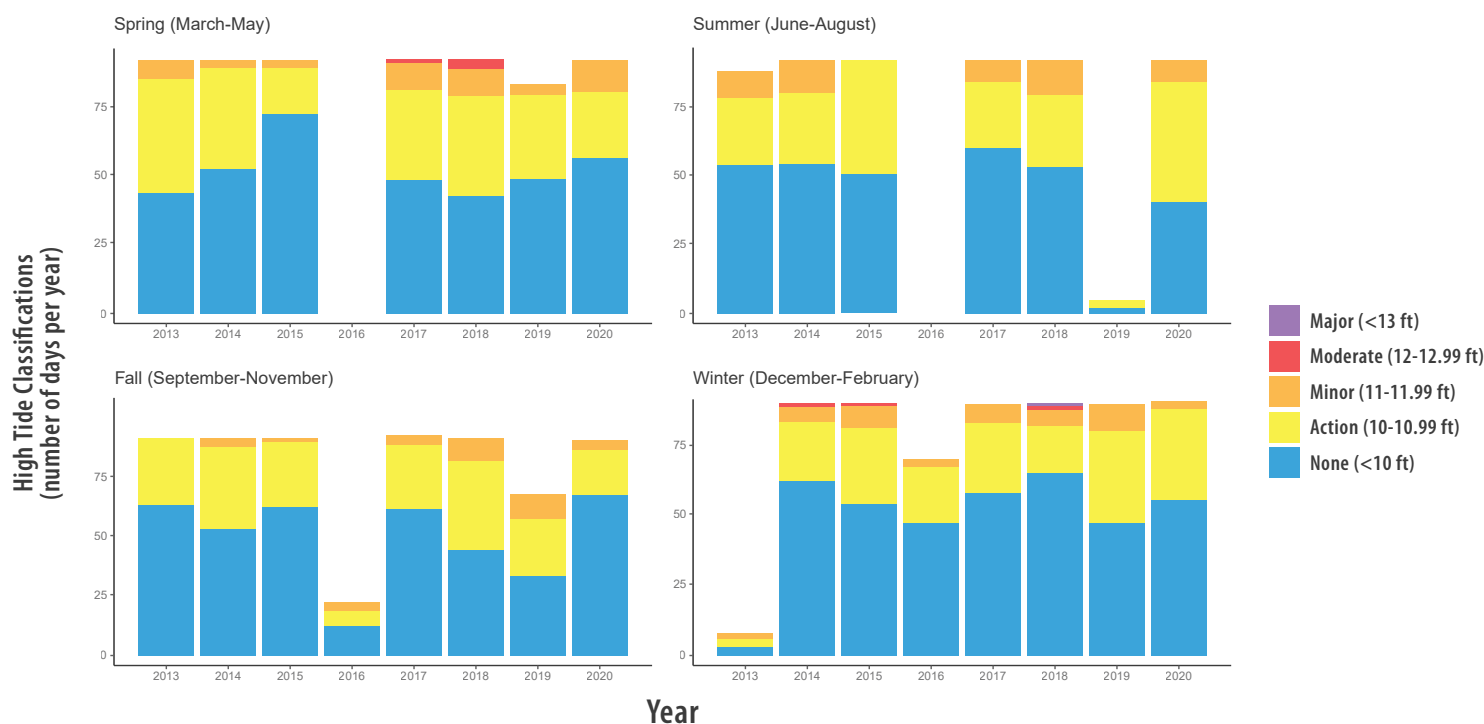 Spring (March-May)
Summer (June-August)
75
50
25
0
2013 2014 2015 2016 2017 2018 2019 2020
75
50
25
0
2013 2014 2015 2016 2017 2018 2019 2020
High Tide Classifications
(number of days per year)
Major (<13 ft)
Moderate (12-12.99 ft)
Minor (11-11.99 ft)
Action (10-10.99 ft)
None (<10 ft)
Fall (September-November)
Winter (December-February)
75
50
25
0
2013 2014 2015 2016 2017 2018 2019 2020
75
50
25
0
2013 2014 2015 2016 2017 2018 2019 2020
Year